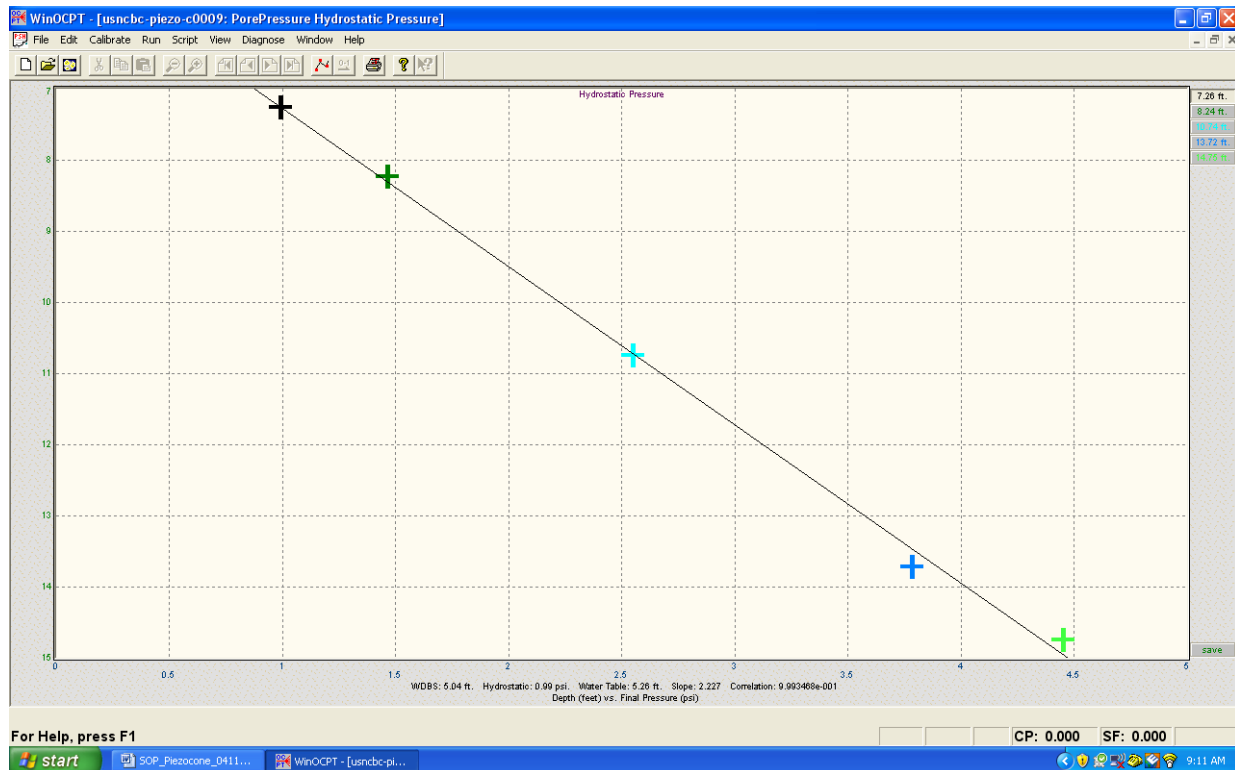 WinOCPT - [usncbc-piezo-c0009: PorePressure Hydrostatic Pressure]
File Edit Calibrate Run Script View Diagnose Window Help
Hydrostatic Pressure
7
8
9
10
11
12
13
14
15
7.26 ft.
8.24 ft.
13.72 ft.
14.75 ft.
save
0 0.5 1 1.5 2 2.5 3 3.5 4 4.5
WDBS: 5.04 ft. Hydrostatic: 0.99 psi. Water Table: 5.26 ft. Slope: 2.227 Correlation: 9.993468e-001
Depth (feet) vs. Final Pressure (psi)
For Help, press F1
CP: 0.000 SF: 0.000
start SOP_Piezocone_0411... WinOCPT - [usncbc-pi... 9:11 AM